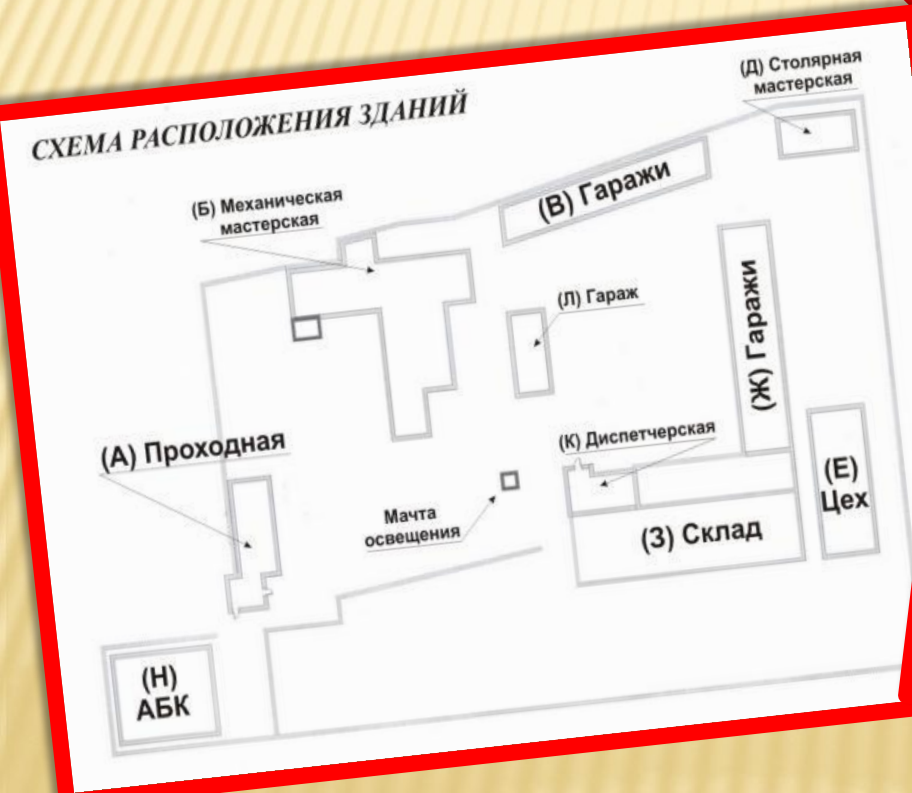 СХЕМА РАСПОЛОЖЕНИЯ ЗДАНИЙ
(Д) Столярная
мастерская
(Б) Механическая
мастерская
(В) Гаражи
(Л) Гараж
(Ж) Гаражи
(А) Проходная
(К) Диспетчерская
(Е)
Цех
Мачта
освещения
(З) Склад
(Н)
АБК